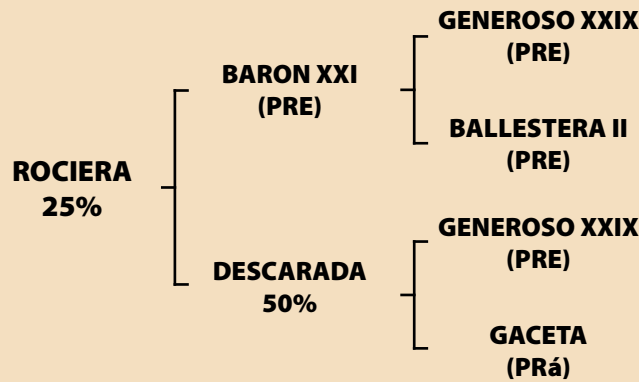 GENEROSO XXIX
(PRE)
BARON XXI
(PRE)
BALLESTERA II
(PRE)
ROCIERA
25%
GENEROSO XXIX
(PRE)
DESCARADA
50%
GACETA
(PRá)